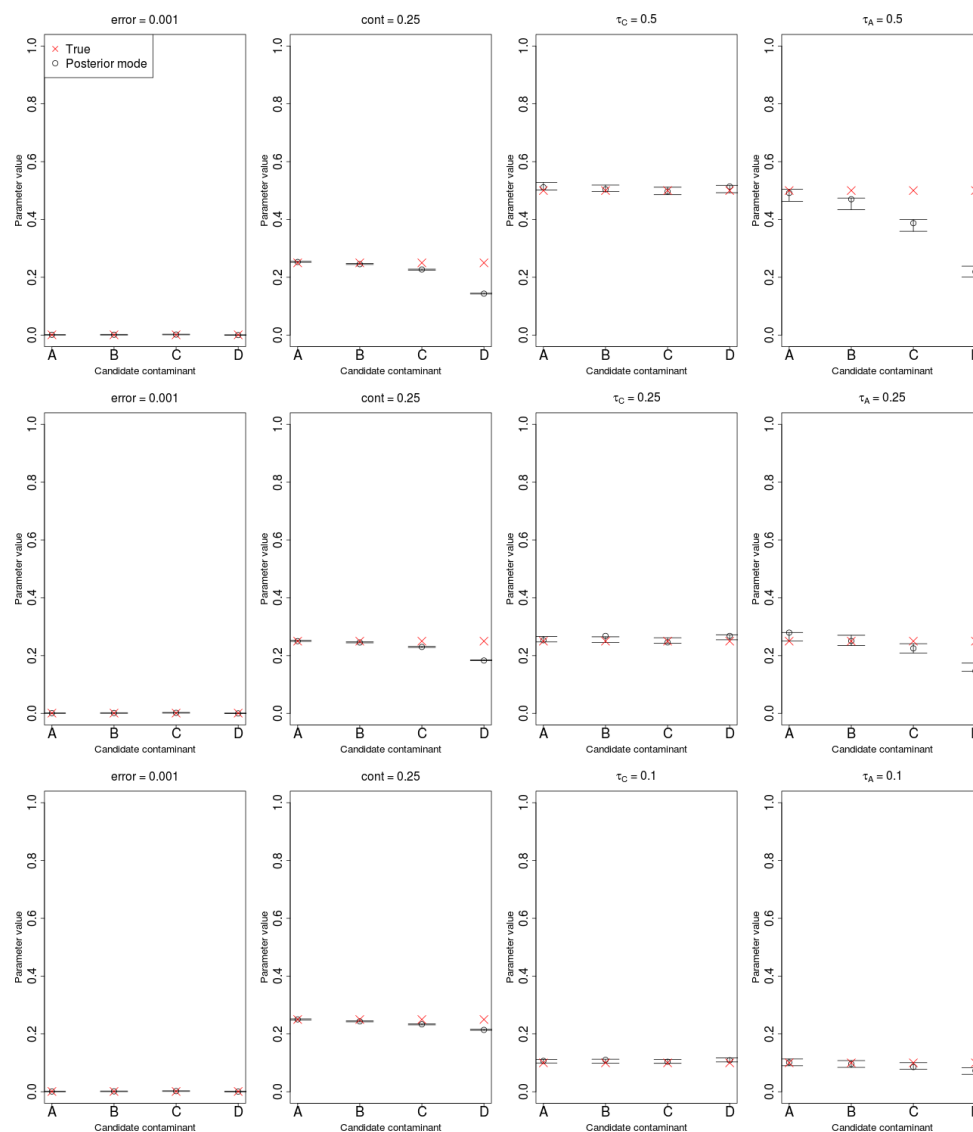 error = 0.001
cont = 0.25
τC = 0.5
τA = 0.5
True
Posterior mode
Parameter value
0.0 0.2 0.4 0.6 0.8 1.0
A B C D
Candidate contaminant
Parameter value
0.0 0.2 0.4 0.6 0.8 1.0
A B C D
Candidate contaminant
Parameter value
0.0 0.2 0.4 0.6 0.8 1.0
A B C D
Candidate contaminant
Parameter value
0.0 0.2 0.4 0.6 0.8 1.0
A B C D
Candidate contaminant
error = 0.001
cont = 0.25
τC = 0.25
τA = 0.25
Parameter value
0.0 0.2 0.4 0.6 0.8 1.0
A B C D
Candidate contaminant
Parameter value
0.0 0.2 0.4 0.6 0.8 1.0
A B C D
Candidate contaminant
Parameter value
0.0 0.2 0.4 0.6 0.8 1.0
A B C D
Candidate contaminant
Parameter value
0.0 0.2 0.4 0.6 0.8 1.0
A B C D
Candidate contaminant
error = 0.001
cont = 0.25
τC = 0.1
τA = 0.1
Parameter value
0.0 0.2 0.4 0.6 0.8 1.0
A B C D
Candidate contaminant
Parameter value
0.0 0.2 0.4 0.6 0.8 1.0
A B C D
Candidate contaminant
Parameter value
0.0 0.2 0.4 0.6 0.8 1.0
A B C D
Candidate contaminant
Parameter value
0.0 0.2 0.4 0.6 0.8 1.0
A B C D
Candidate contaminant